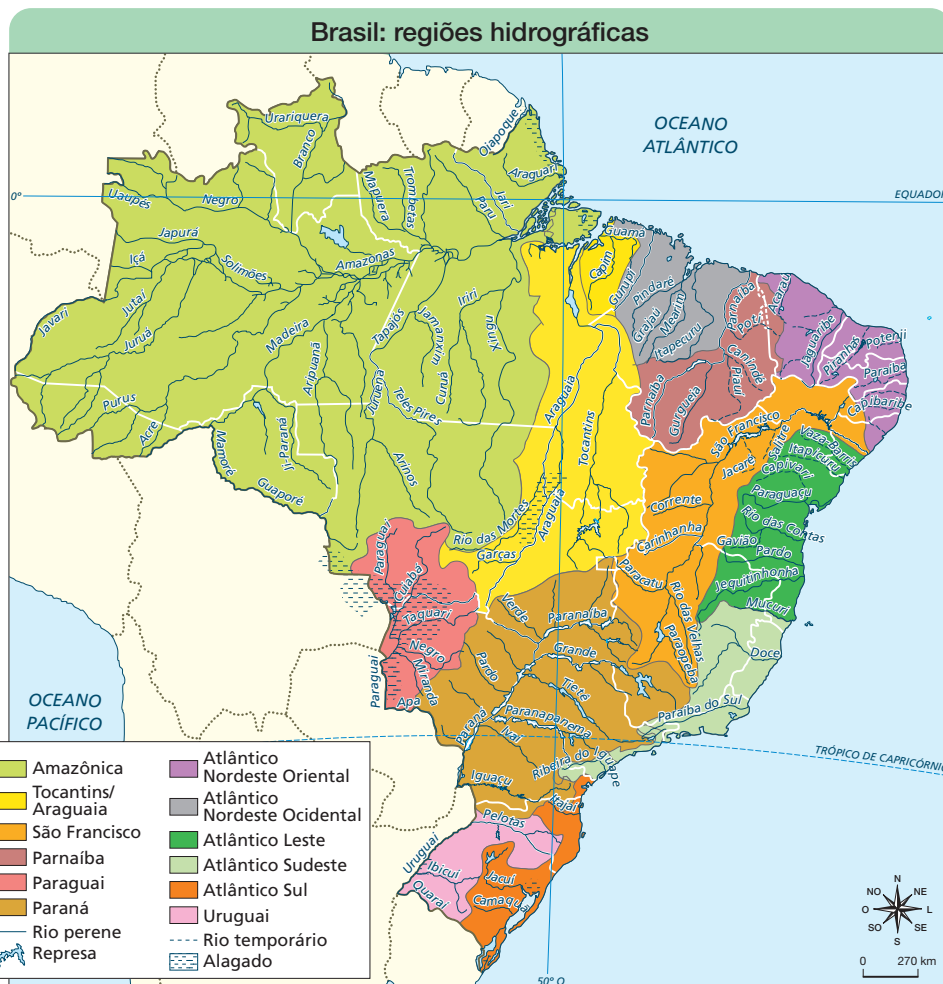 Brasil: regiões hidrográficas
OCEANO
ATLÂNTICO
EQUADOR
0°
Urariquera
Branco
Oiapoque
Araguari
Mapuera
Trombetas
Paru
Jari
Uaupés
Negro
Japurá
Içá
Solimões
Amazonas
Javari
Jutaí
Juruá
Madeira
Tapajós
Jamanxim
Iriri
Xingu
Curuá
Aripuanã
Juruena
Teles Pires
Purus
Acre
Mamoré
Ji-Paraná
Guaporé
Arinos
Guama
Capim
Gurupi
Pindaré
Grajaú
Mearim
Itapecuru
Parnaíba
Poti
Acaraú
Jaguaribe
Piranhas
Potenji
Paraíba
Capibaribe
Canindé
Piauí
Parnaíba
Gurgueia
Araguaia
Tocantins
São Francisco
Salitre
Jacaré
Vaza-Barris
Itapicuru
Capivari
Paraguaçu
Rio das Contas
Corrente
Carinhanha
Gavião
Pardo
Jequitinhonha
Mucuri
Rio das Mortes
Araguaia
Garças
Paracatu
Rio das Velhas
Paraopeba
Doce
Paraíba do Sul
Paraguai
Cuiabá
Taquari
Negro
Miranda
Apa
Paraguai
Verde
Paranaíba
Grande
Pardo
Tietê
Paranapanema
Paraná
Ivaí
Ribeira do Iguape
Iguaçu
Itajaí
Pelotas
Uruguai
Ibicuí
Quaraí
Jacuí
Camaquã
OCEANO
PACÍFICO
TRÓPICO DE CAPRICÓRNIO
50° O
Amazônica
Tocantins/
Araguaia
São Francisco
Parnaíba
Paraguai
Paraná
Rio perene
Represa
Atlântico
Nordeste Oriental
Atlântico
Nordeste Ocidental
Atlântico Leste
Atlântico Sudeste
Atlântico Sul
Uruguai
Rio temporário
Alagado
N
NO
NE
O
L
SO
SE
S
0 270 km